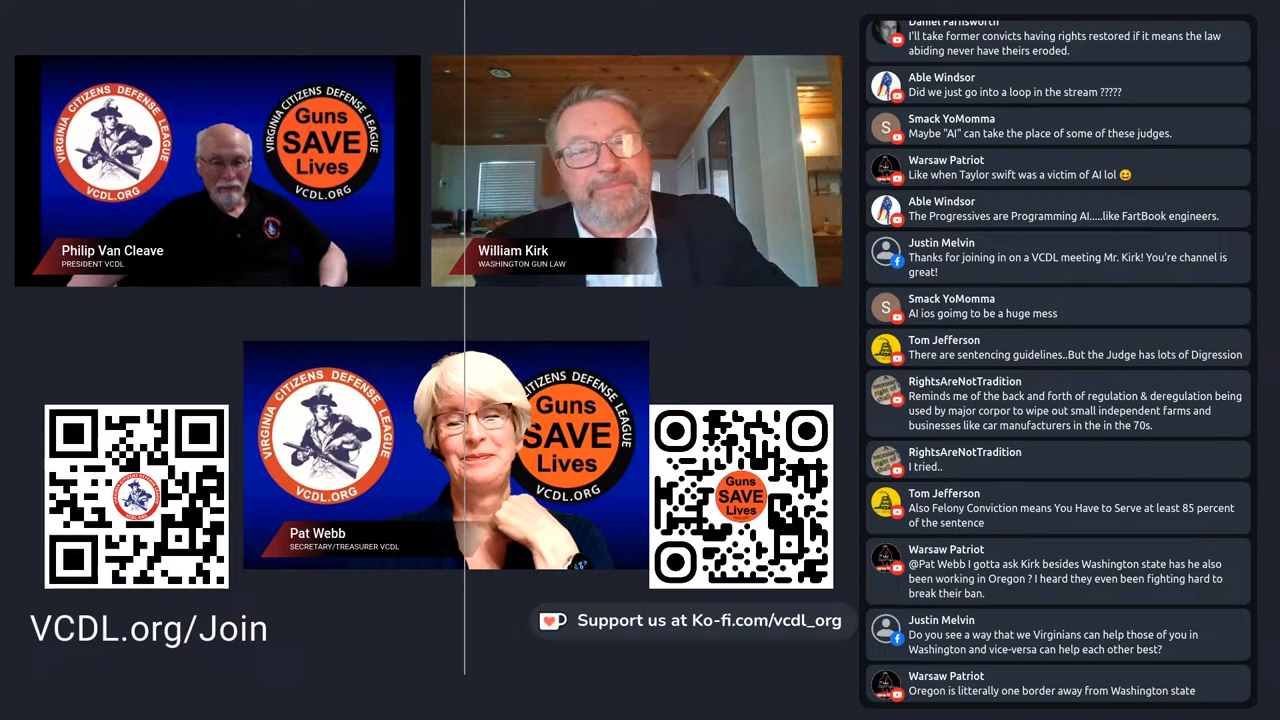 VIRGINIA CITIZENS DEFENSE LEAGUE
VCDL.ORG
VIRGINIA CITIZENS DEFENSE LEAGUE
Guns
SAVE
Lives
VCDL.ORG
Philip Van Cleave
PRESIDENT VCDL
William Kirk
WASHINGTON GUN LAW
VIRGINIA CITIZENS DEFENSE LEAGUE
VCDL.ORG
CITIZENS DEFENSE LEAGUE
Guns
SAVE
Lives
VCDL.ORG
Pat Webb
SECRETARY/TREASURER VCDL
Guns
SAVE
Lives
VCDL.org/Join
Support us at Ko-fi.com/vcdl_org
Daniel Farnsworth
I'll take former convicts having rights restored if it means the law
abiding never have theirs eroded.
Able Windsor
Did we just go into a loop in the stream ?????
S
Smack YoMomma
Maybe "AI" can take the place of some of these judges.
Warsaw Patriot
Like when Taylor swift was a victim of AI lol 😆
Able Windsor
The Progressives are Programming AI.....like FartBook engineers.
Justin Melvin
Thanks for joining in on a VCDL meeting Mr. Kirk! You're channel is
great!
S
Smack YoMomma
AI ios goimg to be a huge mess
Tom Jefferson
There are sentencing guidelines..But the Judge has lots of Digression
RightsAreNotTradition
Reminds me of the back and forth of regulation & deregulation being
used by major corpor to wipe out small independent farms and
businesses like car manufacturers in the in the 70s.
RightsAreNotTradition
I tried..
Tom Jefferson
Also Felony Conviction means You Have to Serve at least 85 percent
of the sentence
Warsaw Patriot
@Pat Webb I gotta ask Kirk besides Washington state has he also
been working in Oregon ? I heard they even been fighting hard to
break their ban.
Justin Melvin
Do you see a way that we Virginians can help those of you in
Washington and vice-versa can help each other best?
Warsaw Patriot
Oregon is litterally one border away from Washington state